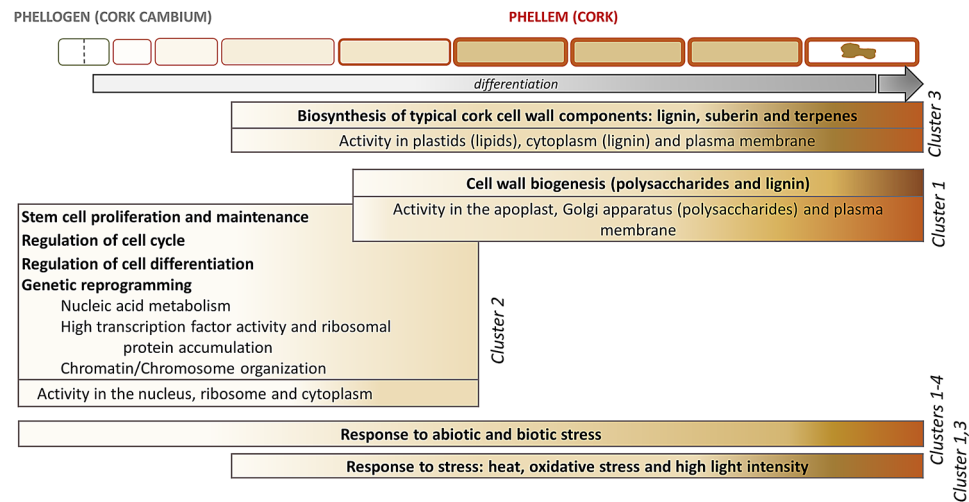 PHELLOGEN (CORK CAMBIUM)
PHELLEM (CORK)
differentiation
Biosynthesis of typical cork cell wall components: lignin, suberin and terpenes
Activity in plastids (lipids), cytoplasm (lignin) and plasma membrane
Cluster 3
Cell wall biogenesis (polysaccharides and lignin)
Activity in the apoplast, Golgi apparatus (polysaccharides) and plasma
membrane
Cluster 1
Stem cell proliferation and maintenance
Regulation of cell cycle
Regulation of cell differentiation
Genetic reprogramming
Nucleic acid metabolism
High transcription factor activity and ribosomal
protein accumulation
Chromatin/Chromosome organization
Activity in the nucleus, ribosome and cytoplasm
Cluster 2
Response to abiotic and biotic stress
Clusters 1-4
Response to stress: heat, oxidative stress and high light intensity
Cluster 1,3